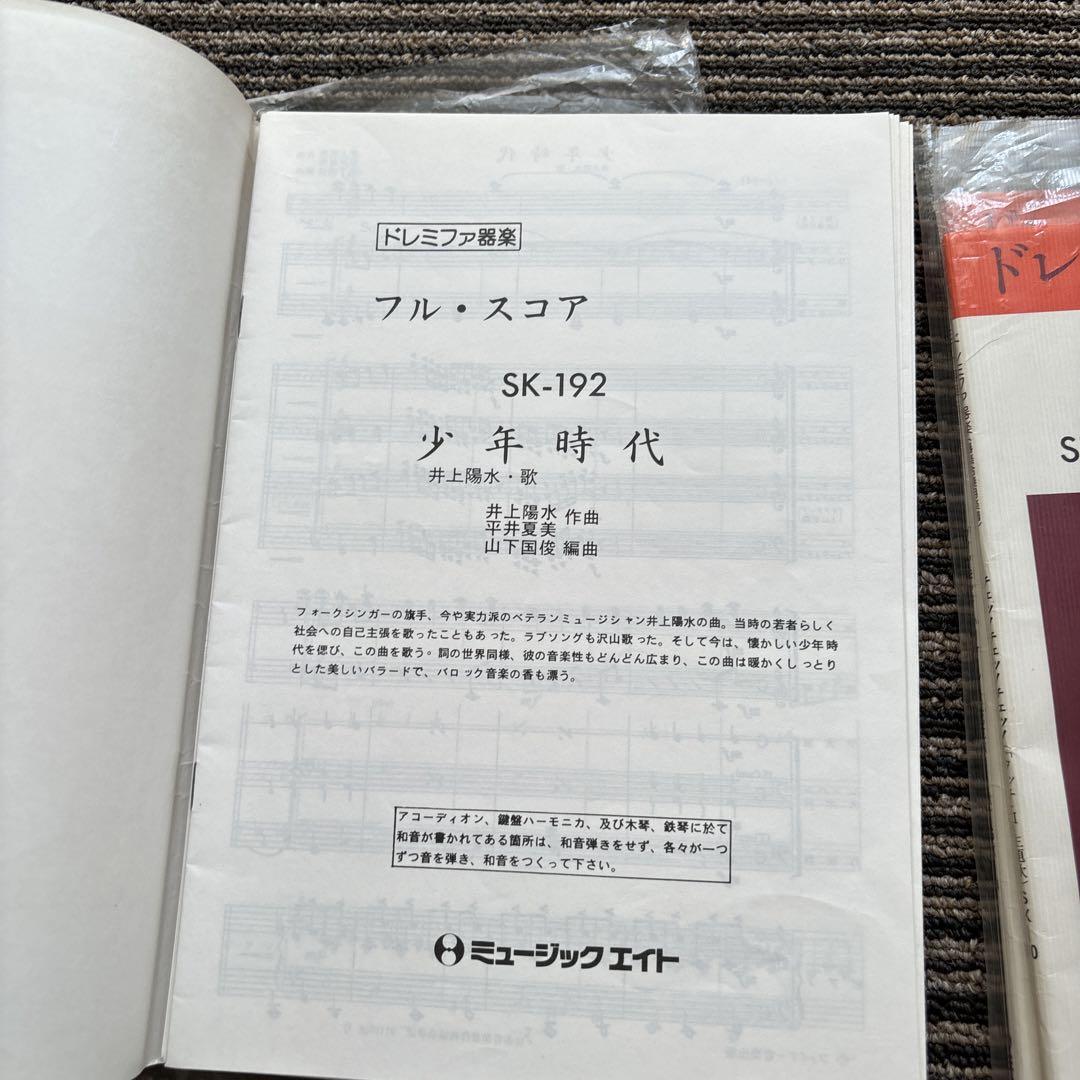 ドレミファ器楽
フル・スコア
SK-192
少年時代
井上陽水・歌
井上陽水 作曲
平井夏美
山下国俊 編曲
フォークシンガーの旗手、今や実力派のベテランミュージシャン井上陽水の曲。当時の若者らしく
社会への自己主張を歌ったこともあった。ラブソングも沢山歌った。そして今は、懐かしい少年時
代を偲び、この曲を歌う。詞の世界同様、彼の音楽性もどんどん広まり、この曲は暖かくしっとり
とした美しいバラードで、バロック音楽の香も漂う。
アコーディオン、鍵盤ハーモニカ、及び木琴、鉄琴に於て
和音が書かれてある箇所は、和音弾きをせず、各々が一つ
ずつ音を弾き、和音をつくって下さい。
ミュージックエイト
ドレ
S